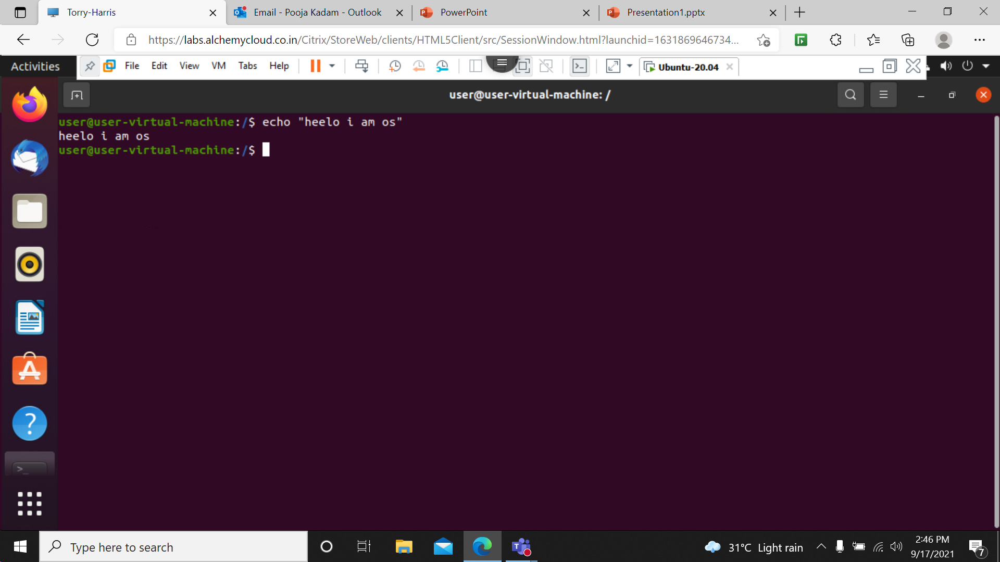 Torry-Harris
Email - Pooja Kadam - Outlook
PowerPoint
Presentation1.pptx
https://labs.alchemycloud.co.in/Citrix/StoreWeb/clients/HTML5Client/src/SessionWindow.html?launchid=1631869646734...
Activities
File Edit View VM Tabs Help
Ubuntu-20.04
user@user-virtual-machine: /
user@user-virtual-machine:/$ echo "heelo i am os"
heelo i am os
user@user-virtual-machine:/$
Type here to search
31°C Light rain
2:46 PM
9/17/2021
7